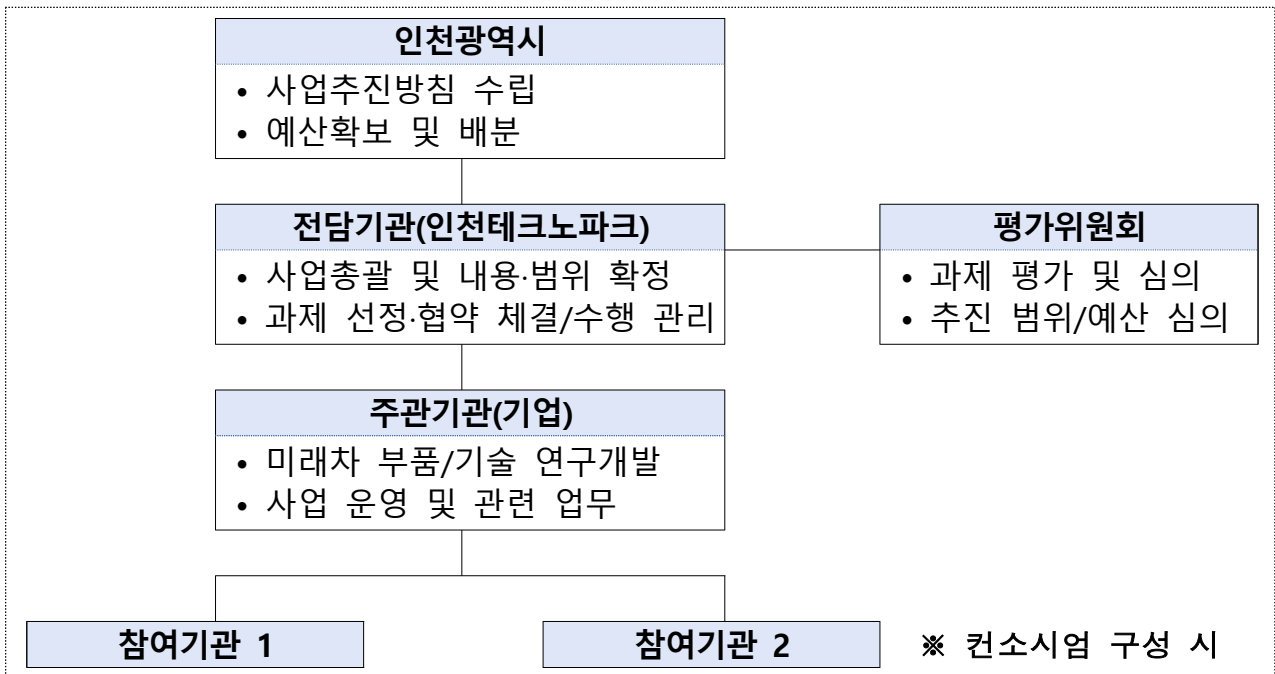 인천광역시
• 사업추진방침 수립
• 예산확보 및 배분
전담기관(인천테크노파크)
• 사업총괄 및 내용·범위 확정
• 과제 선정·협약 체결/수행 관리
평가위원회
• 과제 평가 및 심의
• 추진 범위/예산 심의
주관기관(기업)
• 미래차 부품/기술 연구개발
• 사업 운영 및 관련 업무
참여기관 1
참여기관 2
※ 컨소시엄 구성 시